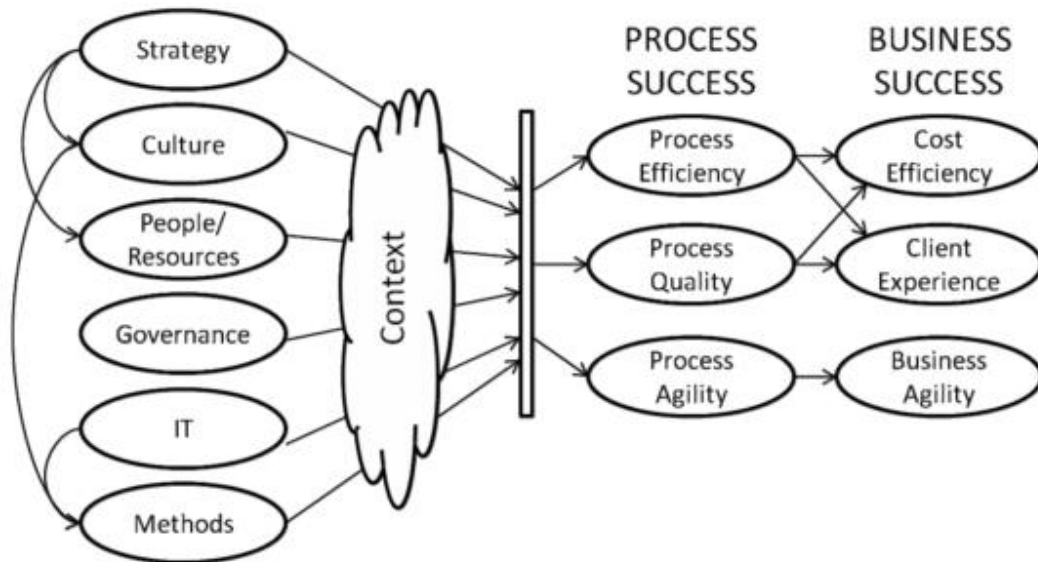 Strategy
Culture
People/
Resources
Governance
IT
Methods
Context
PROCESS
SUCCESS
Process
Efficiency
Process
Quality
Process
Agility
BUSINESS
SUCCESS
Cost
Efficiency
Client
Experience
Business
Agility